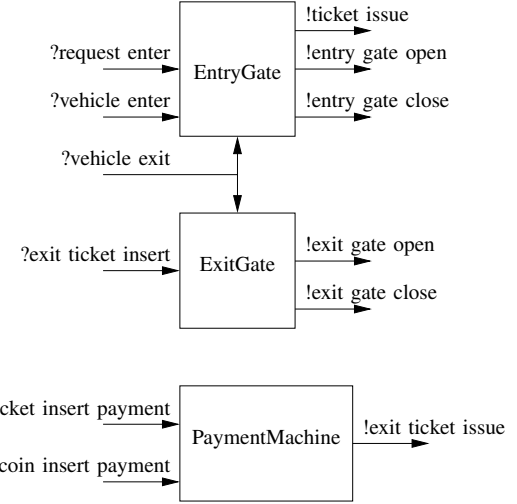 !ticket issue
?request enter
!entry gate open
EntryGate
?vehicle enter
!entry gate close
?vehicle exit
?exit ticket insert
!exit gate open
ExitGate
!exit gate close
insert payment
PaymentMachine
!exit ticket issue
coin insert payment